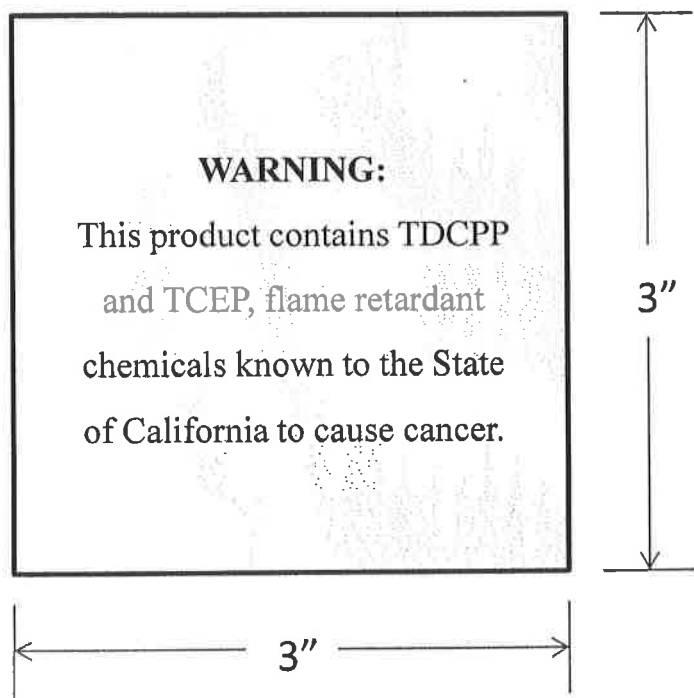 WARNING:
This product contains TDCPP
and TCEP, flame retardant
chemicals known to the State
of California to cause cancer.
3"
3"